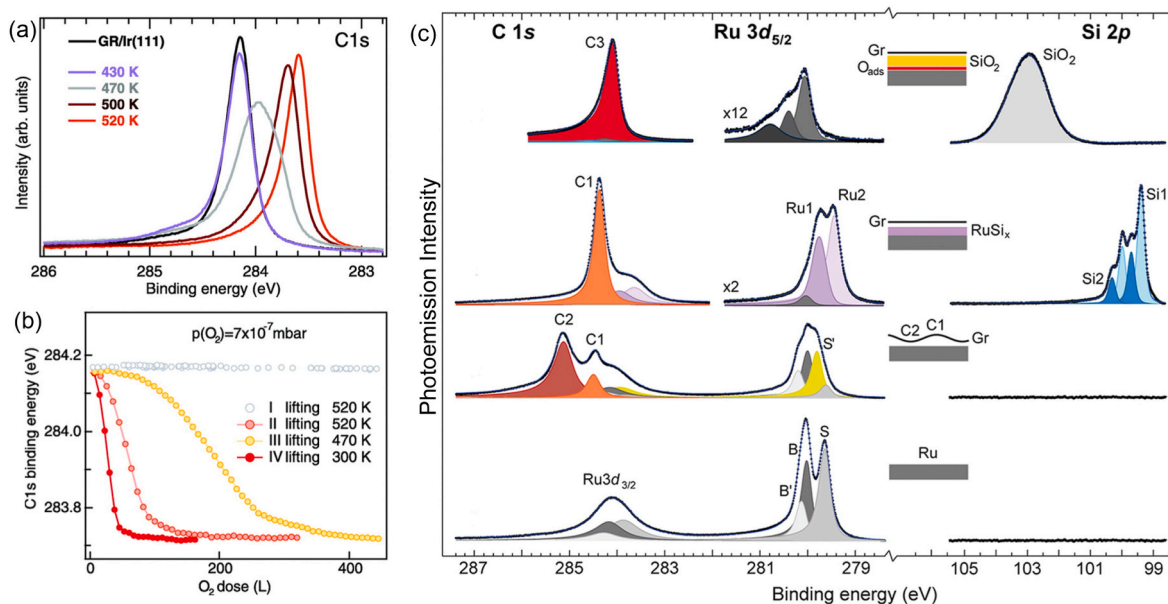 (a)
GR/Ir(111)
430 K
470 K
500 K
520 K
C1s
Intensity (arb. units)
286 285 284 283
Binding energy (eV)
(b)
p(O₂)=7x10⁻⁷mbar
284.2
284.0
283.8
C1s binding energy (eV)
I lifting 520 K
II lifting 520 K
III lifting 470 K
IV lifting 300 K
0 100 200 300 400
O₂ dose (L)
(c)
C 1s Ru 3d5/2 Si 2p
Photoemission Intensity
C3
x12
Gr
Oads
SiO₂
SiO₂
C1
Ru1
Ru2
x2
Gr
RuSiₓ
Si2
Si1
C2
C1
S'
C2 C1
Gr
Ru3d3/2
B'
B
S
Ru
287 285 283 281 279 105 103 101 99
Binding energy (eV)